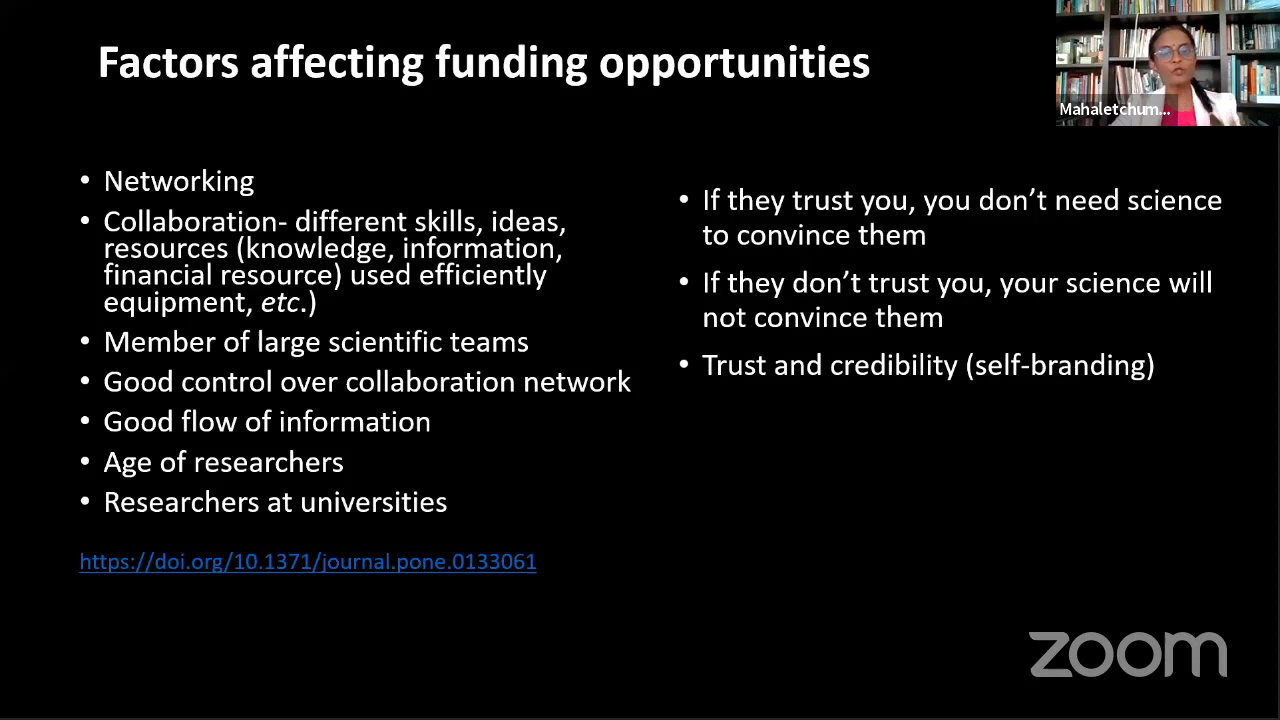 Factors affecting funding opportunities
Mahaletchum...
• Networking
• Collaboration- different skills, ideas,
resources (knowledge, information,
financial resource) used efficiently
equipment, etc.)
• Member of large scientific teams
• Good control over collaboration network
• Good flow of information
• Age of researchers
• Researchers at universities
https://doi.org/10.1371/journal.pone.0133061
• If they trust you, you don’t need science
to convince them
• If they don’t trust you, your science will
not convince them
• Trust and credibility (self-branding)
zoom